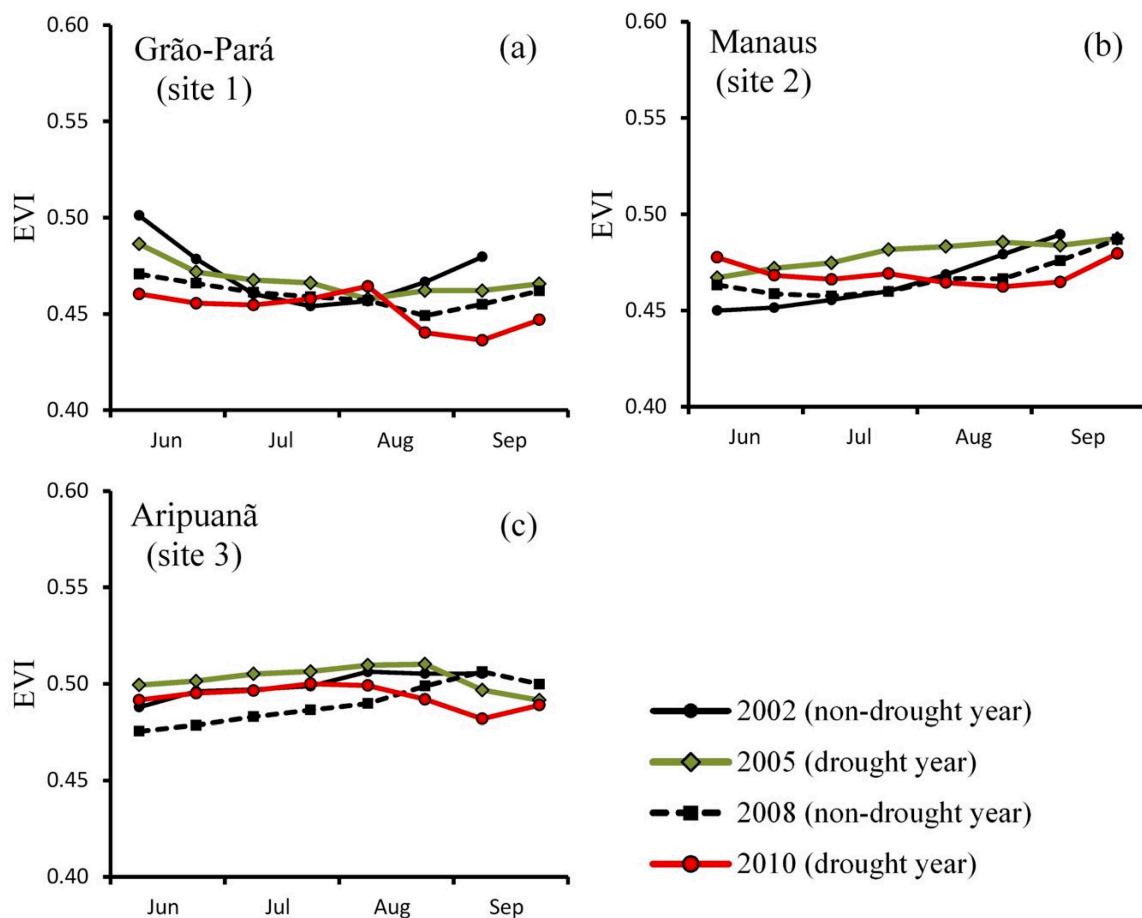 0.60
0.55
0.50
0.45
0.40
EVI
Grão-Pará
(site 1)
(a)
Jun Jul Aug Sep
0.60
0.55
0.50
0.45
0.40
EVI
Manaus
(site 2)
(b)
Jun Jul Aug Sep
0.60
0.55
0.50
0.45
0.40
EVI
Aripuanã
(site 3)
(c)
Jun Jul Aug Sep
2002 (non-drought year)
2005 (drought year)
2008 (non-drought year)
2010 (drought year)